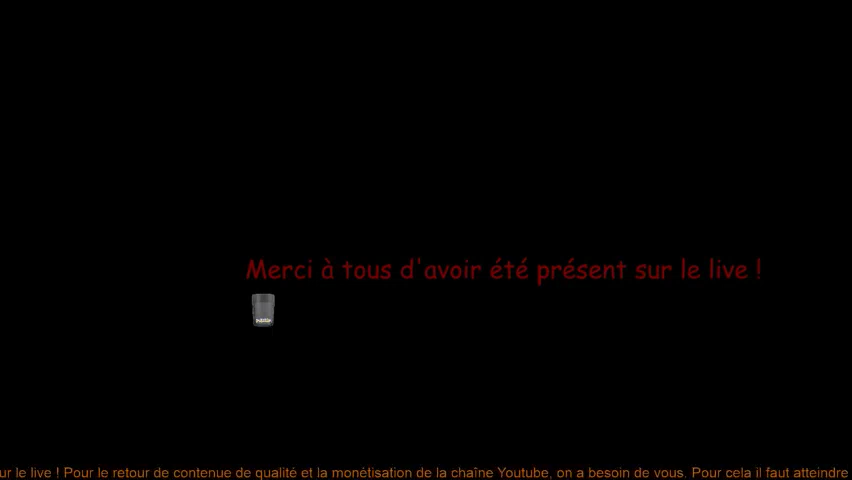 Merci à tous d'avoir été présent sur le live !
ur le live ! Pour le retour de contenue de qualité et la monétisation de la chaîne Youtube, on a besoin de vous. Pour cela il faut atteindre